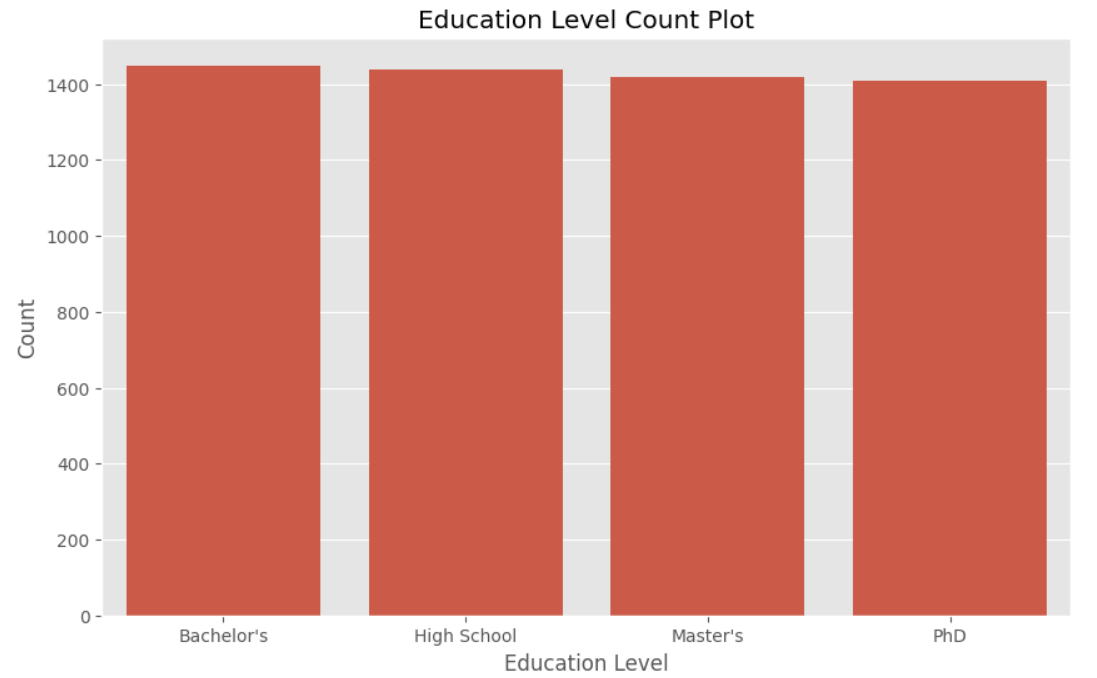 Education Level Count Plot
Count
1400
1200
1000
800
600
400
200
0
Bachelor's High School Master's PhD
Education Level